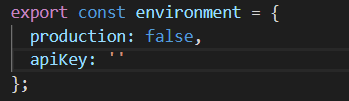 export const environment = {
  production: false,
  apiKey: ''
};